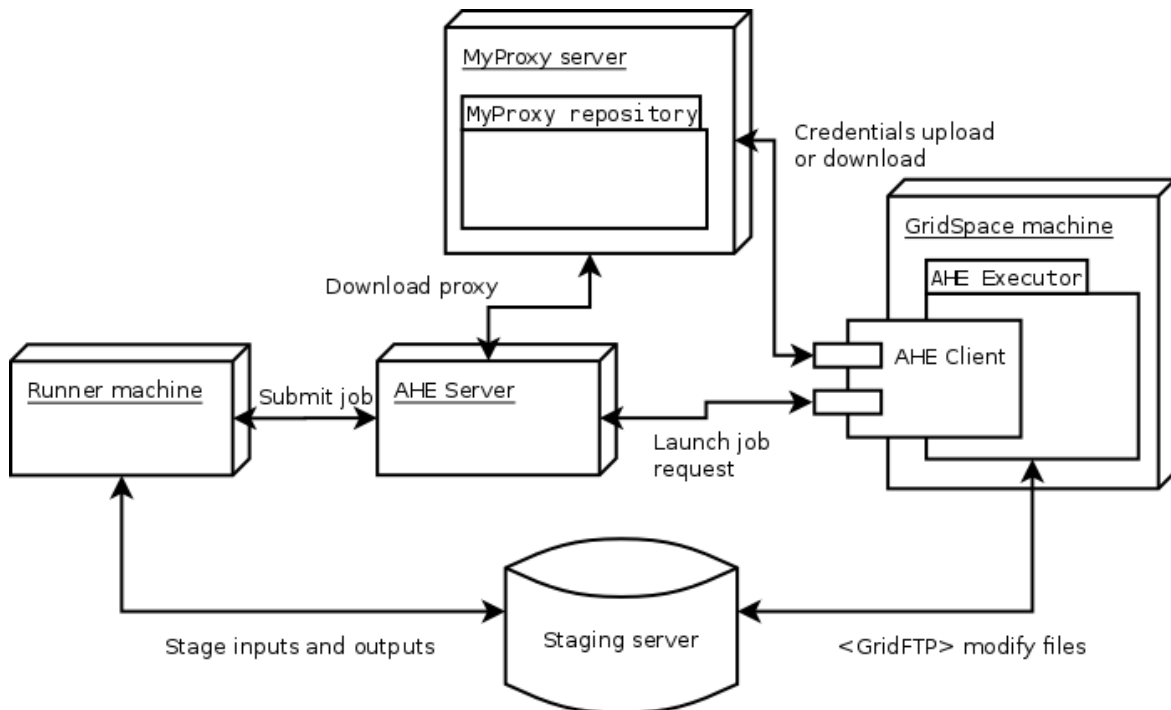 MyProxy server
MyProxy repository
Credentials upload
or download
GridSpace machine
AHE Executor
Download proxy
AHE Client
Runner machine
Submit job
AHE Server
Launch job
request
Staging server
Stage inputs and outputs
<GridFTP> modify files